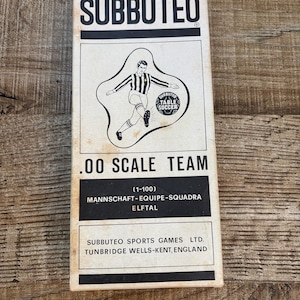 SUBBUTEO
TABLE
SOCCER
.00 SCALE TEAM
(1-100)
MANNSCHAFT-EQUIPE-SQUADRA
ELFTAL
SUBBUTEO SPORTS GAMES LTD.
TUNBRIDGE WELLS-KENT, ENGLAND